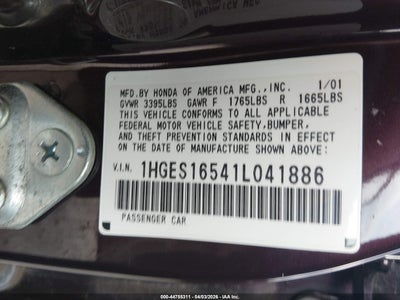 MFD. BY HONDA OF AMERICA MFG., INC. 1/01
GVWR 3395LBS GAWR F 1765LBS R 1665LBS
THIS VEHICLE CONFORMS TO ALL APPLICABLE
FEDERAL MOTOR VEHICLE SAFETY, BUMPER,
AND THEFT PREVENTION STANDARDS IN EFFECT
ON THE DATE OF MANUFACTURE SHOWN ABOVE.
V.I.N. 1HGES16541L041886
PASSENGER CAR
000-44755311 - 04/03/2026 - IAA Inc.